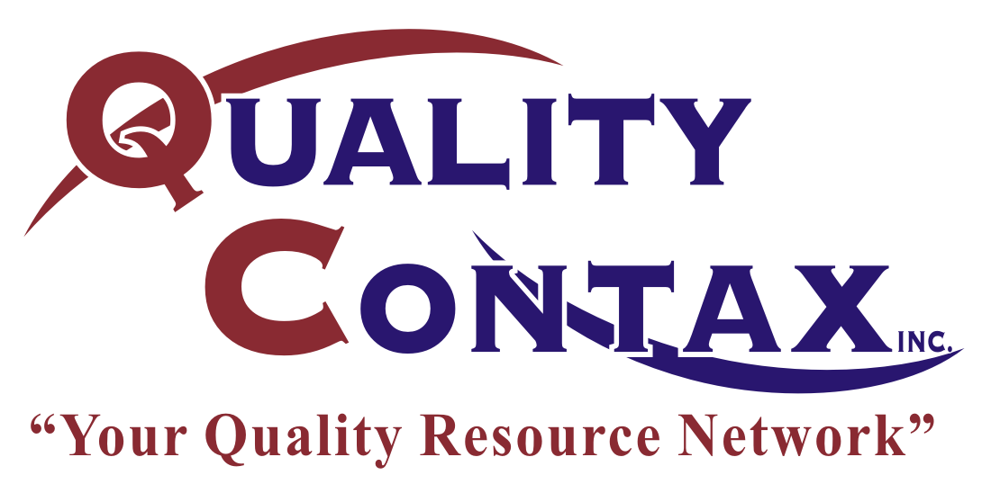 QUALITY
CONTAX INC.
“Your Quality Resource Network”